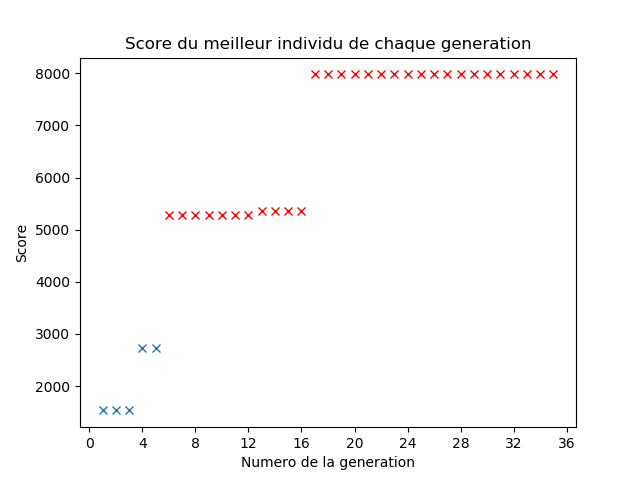 Score du meilleur individu de chaque generation
8000
7000
6000
5000
4000
3000
2000
Score
0 4 8 12 16 20 24 28 32 36
Numero de la generation